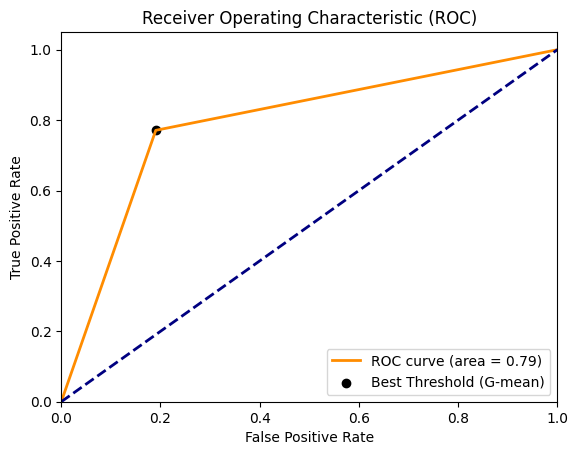 Receiver Operating Characteristic (ROC)
True Positive Rate
1.0
0.8
0.6
0.4
0.2
0.0
ROC curve (area = 0.79)
Best Threshold (G-mean)
0.0 0.2 0.4 0.6 0.8 1.0
False Positive Rate